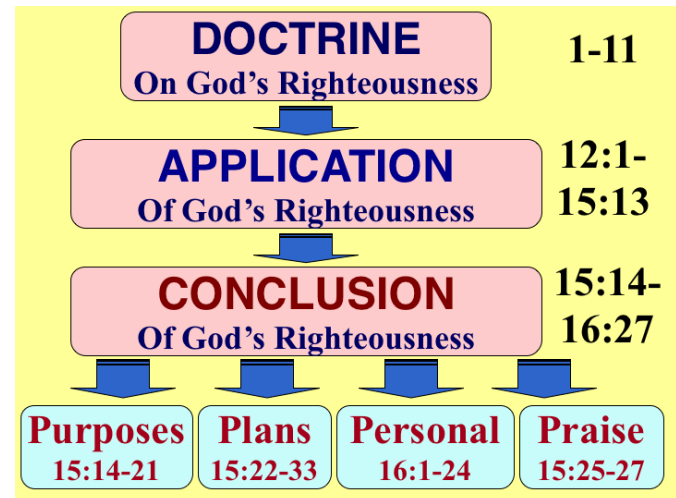 DOCTRINE
On God's Righteousness
1-11
APPLICATION
Of God's Righteousness
12:1-
15:13
CONCLUSION
Of God's Righteousness
15:14-
16:27
Purposes
15:14-21
Plans
15:22-33
Personal
16:1-24
Praise
15:25-27